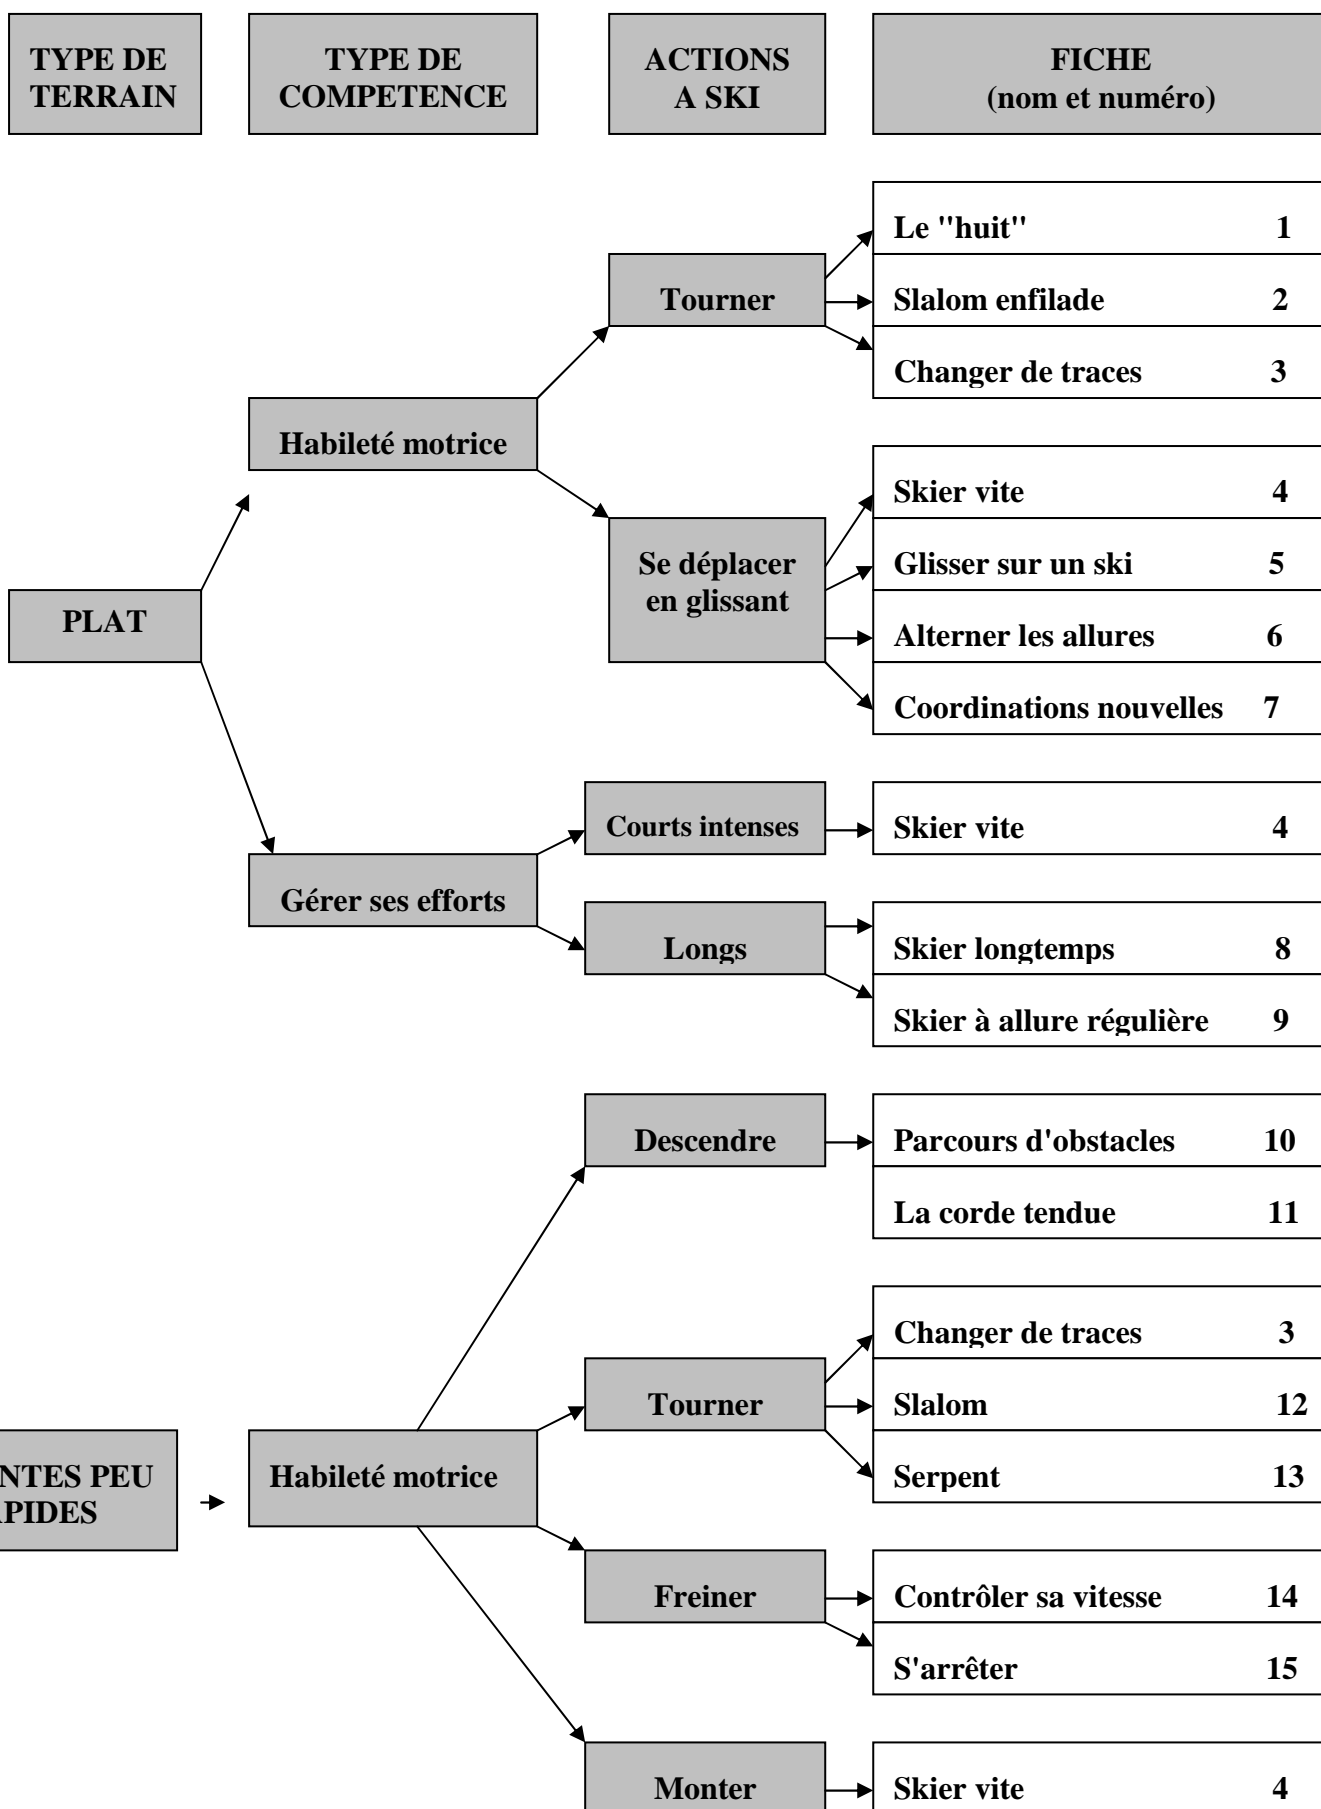 TYPE DE
TERRAIN
TYPE DE
COMPETENCE
ACTIONS
A SKI
FICHE
(nom et numéro)
Le "huit" 1
Tourner
Slalom enfilade 2
Changer de traces 3
Habileté motrice
Skier vite 4
Se déplacer
en glissant
Glisser sur un ski 5
PLAT
Alterner les allures 6
Coordinations nouvelles 7
Courts intenses
Skier vite 4
Gérer ses efforts
Longs
Skier longtemps 8
Skier à allure régulière 9
Descendre
Parcours d'obstacles 10
La corde tendue 11
Changer de traces 3
Tourner
Slalom 12
NTES PEU
PIDES
Habileté motrice
Serpent 13
Freiner
Contrôler sa vitesse 14
S'arrêter 15
Monter
Skier vite 4